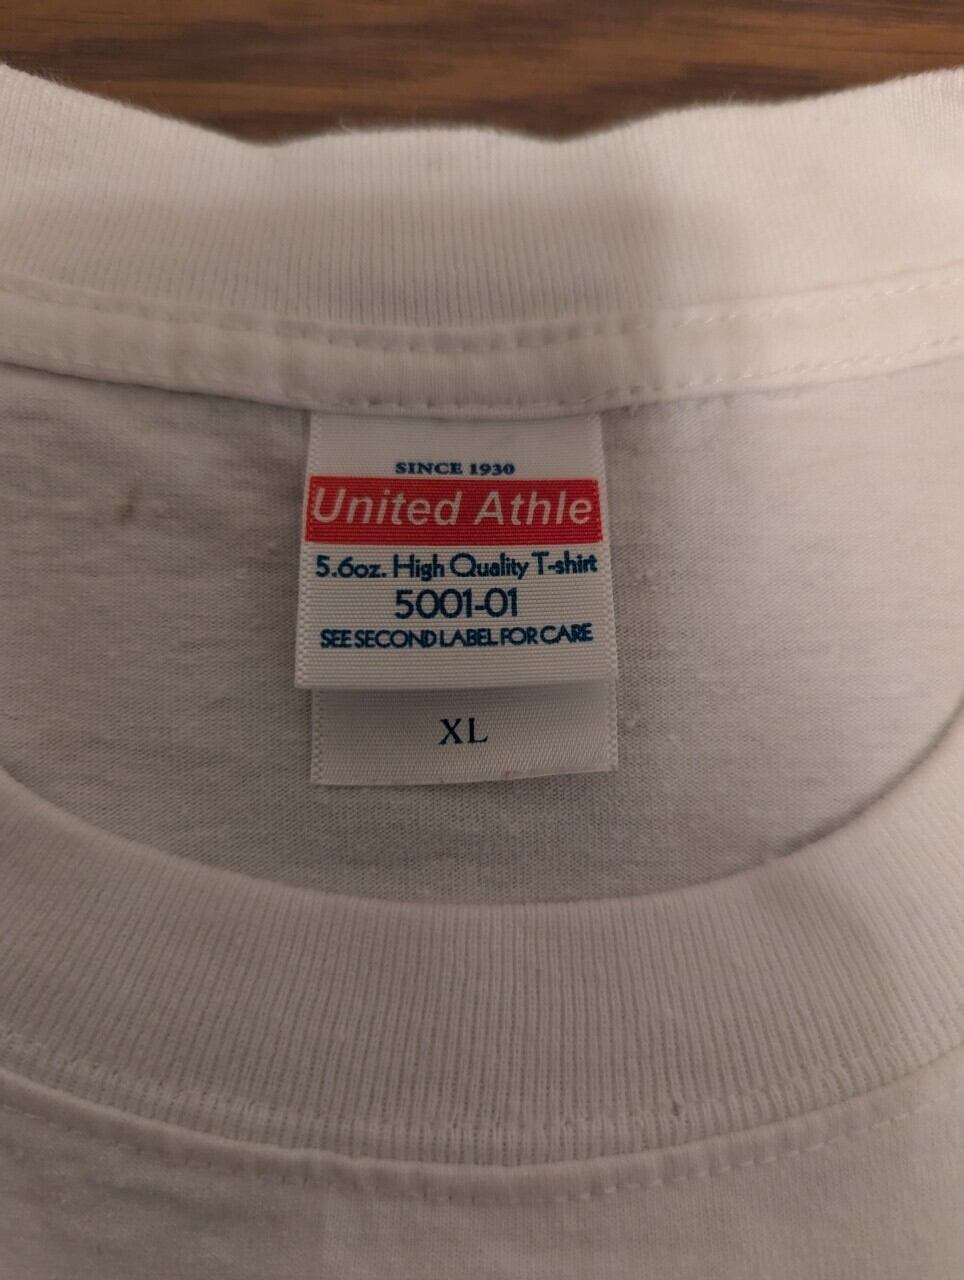 SINCE 1930
United Athle
5.6oz. High Quality T-shirt
5001-01
SEE SECOND LABEL FOR CARE
XL